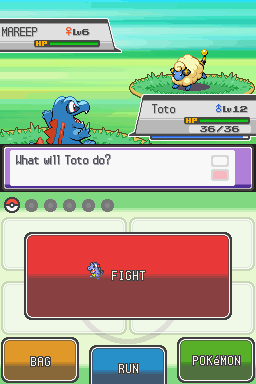 MAREEP ♀Lv6
HP
Toto ♂Lv12
HP
36/36
What will Toto do?
FIGHT
BAG
RUN
POKéMON